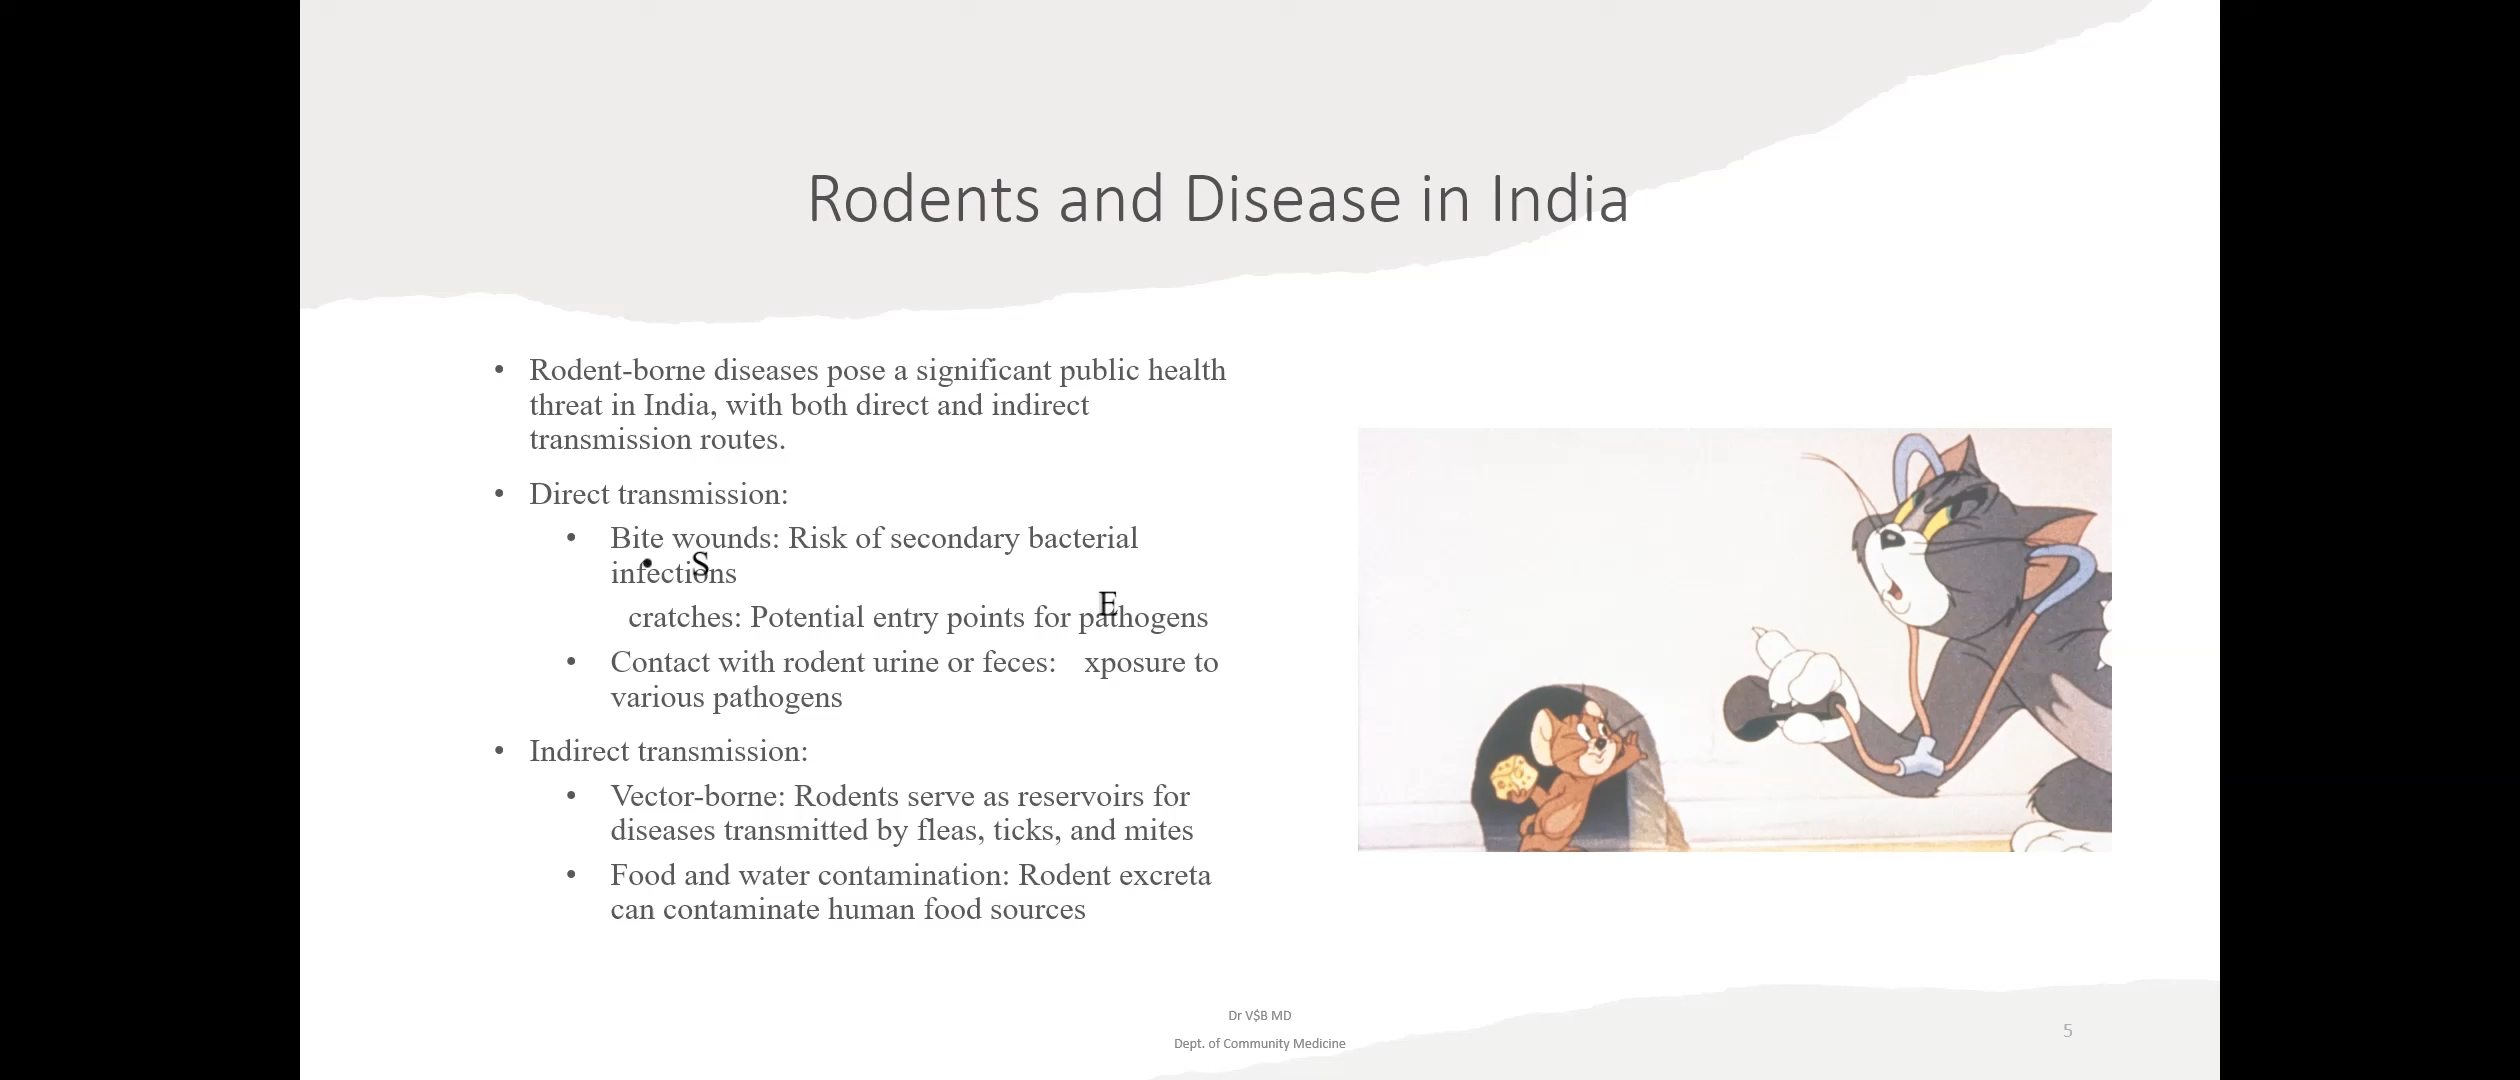 Rodents and Disease in India
• Rodent-borne diseases pose a significant public health
threat in India, with both direct and indirect
transmission routes.
• Direct transmission:
• Bite wounds: Risk of secondary bacterial
infections
• S
cratches: Potential entry points for pathogens
E
• Contact with rodent urine or feces: xposure to
various pathogens
• Indirect transmission:
• Vector-borne: Rodents serve as reservoirs for
diseases transmitted by fleas, ticks, and mites
• Food and water contamination: Rodent excreta
can contaminate human food sources
Dr V$B MD
Dept. of Community Medicine
5